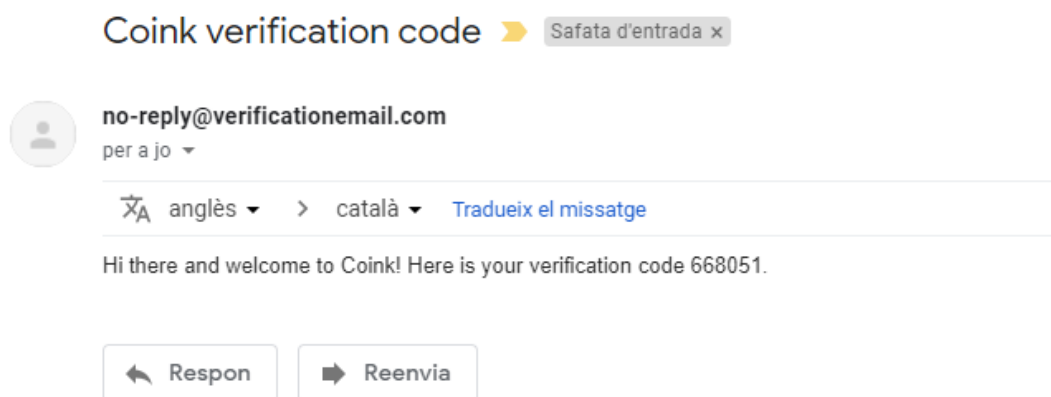 Coink verification code Safata d'entrada x
no-reply@verificationemail.com
per a jo
anglès > català Tradueix el missatge
Hi there and welcome to Coink! Here is your verification code 668051.
Respon Reenvia